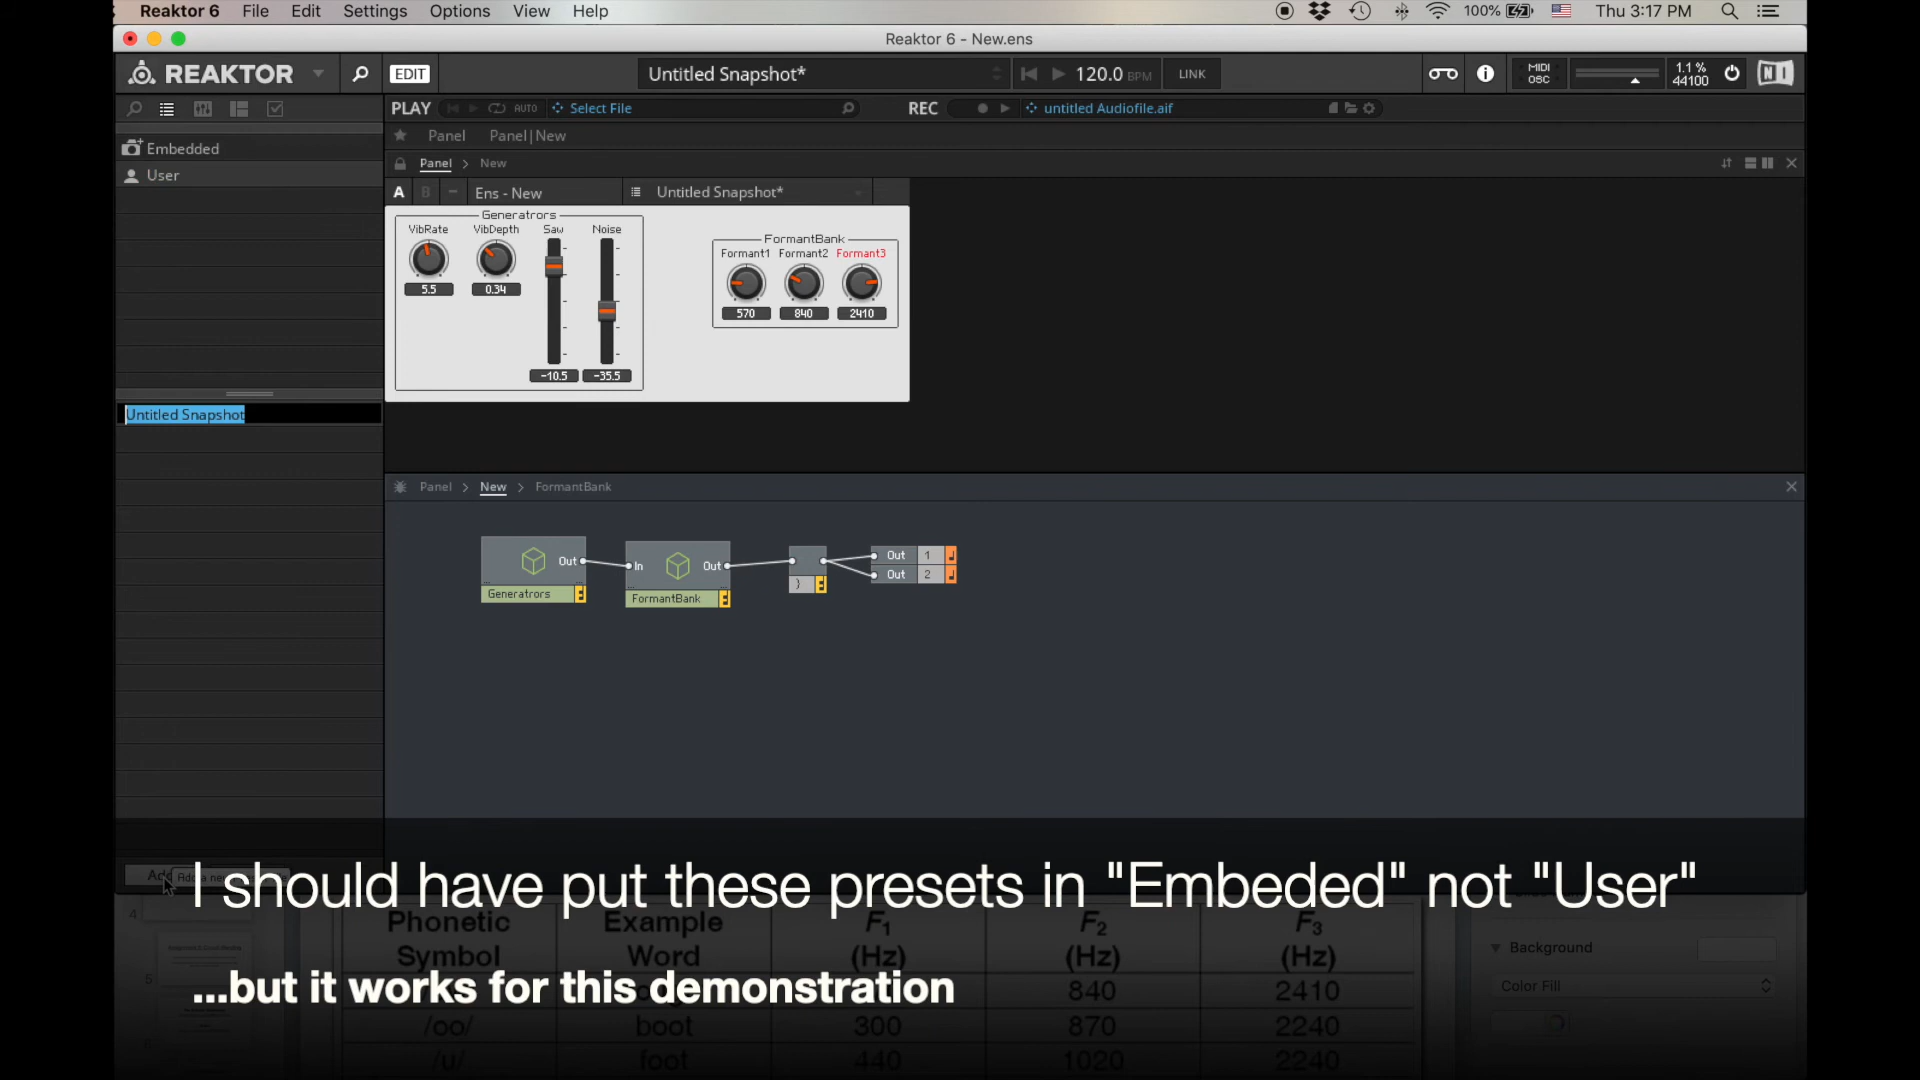 Reaktor 6 File Edit Settings Options View Help 100% Thu 3:17 PM
Reaktor 6 - New.ens
REAKTOR EDIT Untitled Snapshot* 120.0 BPM LINK MIDI OSC 1.1 % 44100
PLAY AUTO Select File REC untitled Audiofile.aif
Panel Panel|New
Embedded
User
Panel > New
A B Ens - New Untitled Snapshot*
Generatrors
VibRate VibDepth Saw Noise
5.5 0.34
-10.5 -35.5
FormantBank
Formant1 Formant2 Formant3
570 840 2410
Untitled Snapshot
Panel > New > FormantBank
Out In Out Out 1
Out 2
Generatrors FormantBank )
Add
I should have put these presets in "Embeded" not "User"
...but it works for this demonstration
Phonetic Symbol Example Word F1 (Hz) F2 (Hz) F3 (Hz)
840 2410
/oo/ boot 300 870 2240
/u/ foot 440 1020 2240
4
5
6
Background
Color Fill